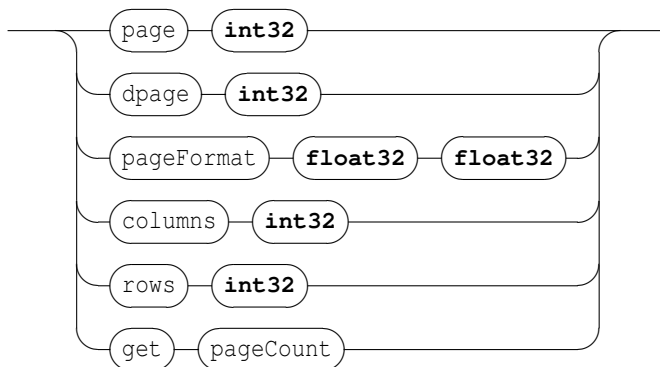 page int32
dpage int32
pageFormat float32 float32
columns int32
rows int32
get pageCount